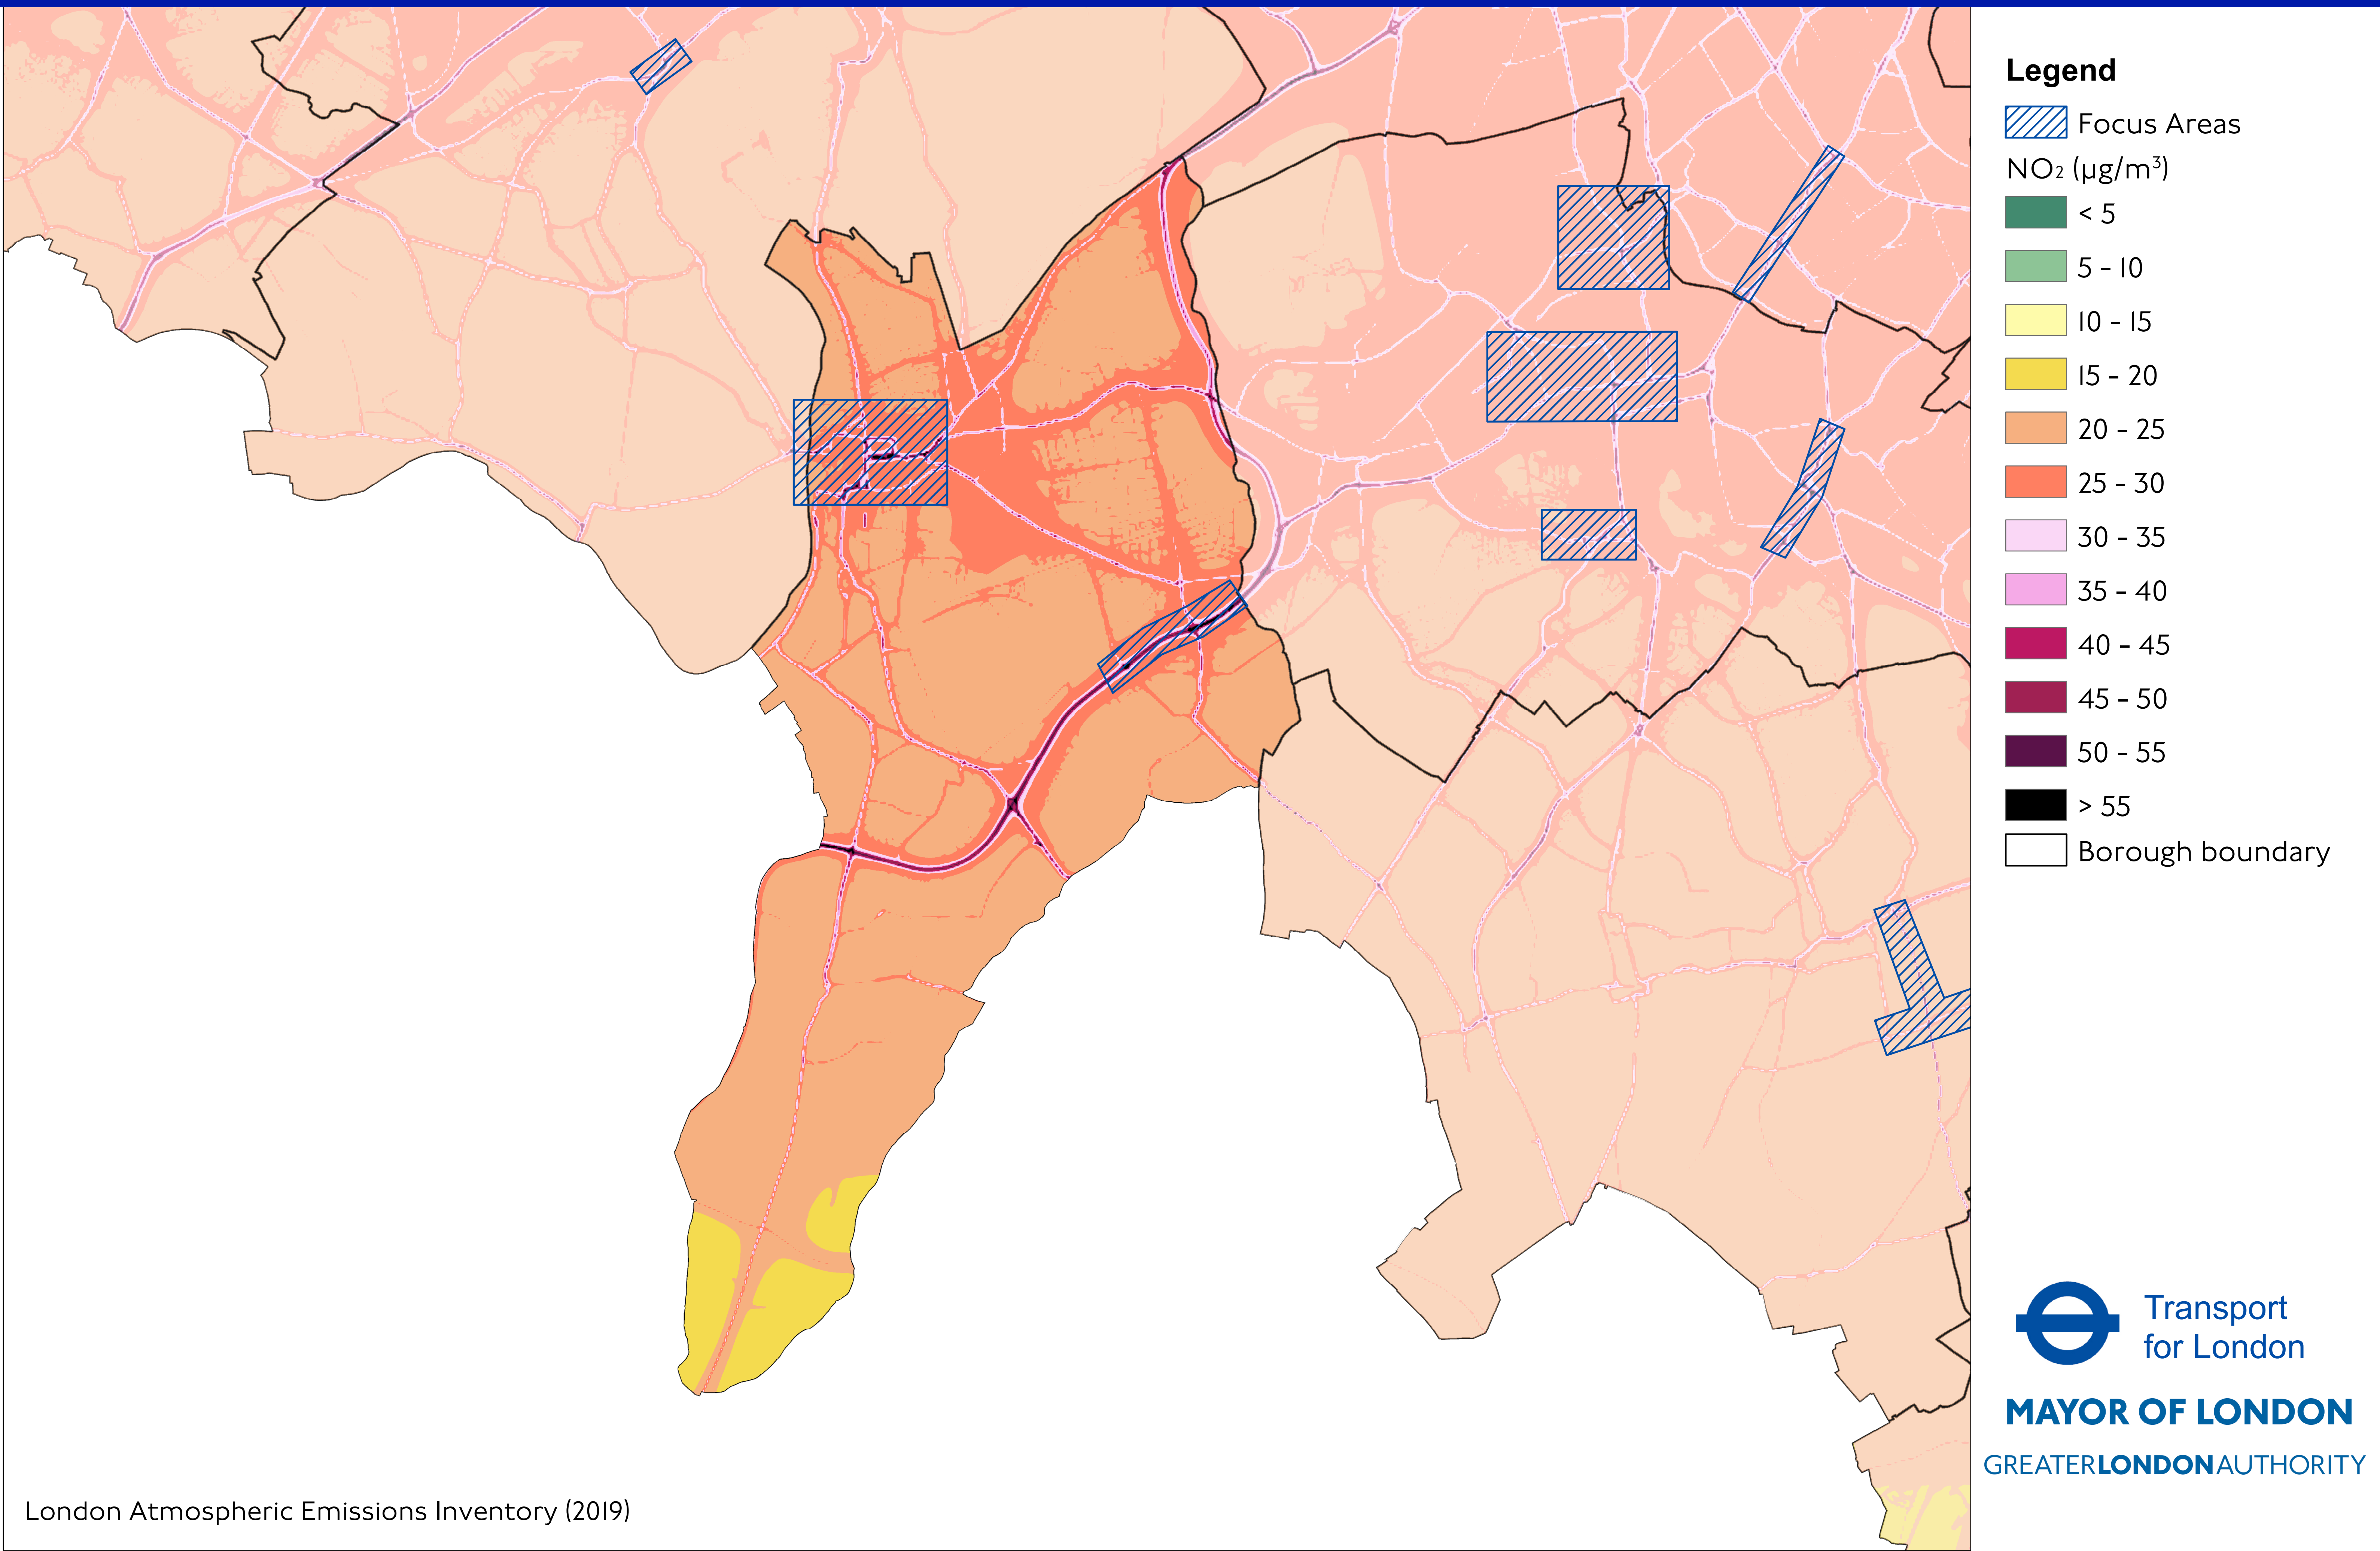 Legend
Focus Areas
NO₂ (µg/m³)
< 5
5 - 10
10 - 15
15 - 20
20 - 25
25 - 30
30 - 35
35 - 40
40 - 45
45 - 50
50 - 55
> 55
Borough boundary
Transport
for London
MAYOR OF LONDON
GREATERLONDONAUTHORITY
London Atmospheric Emissions Inventory (2019)